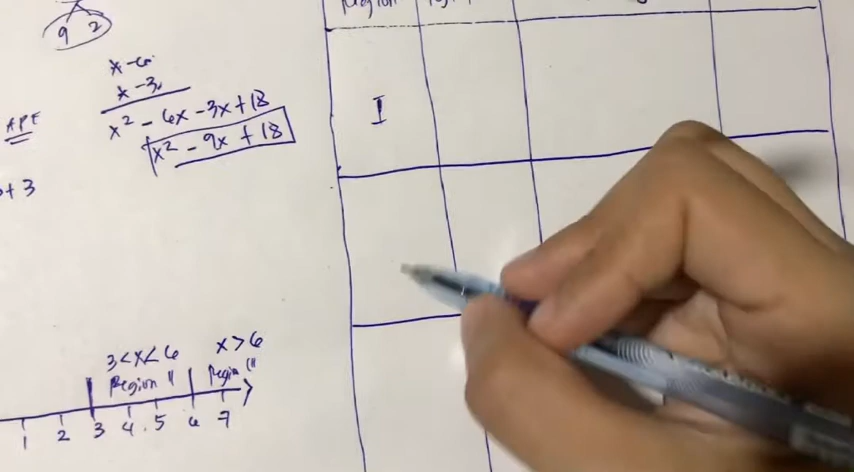 9 2
x-6
x-3
x² - 6x - 3x + 18
x² - 9x + 18
+ 3
Region
I
3<x<6
x>6
Region II
Region III
1 2 3 4 5 6 7